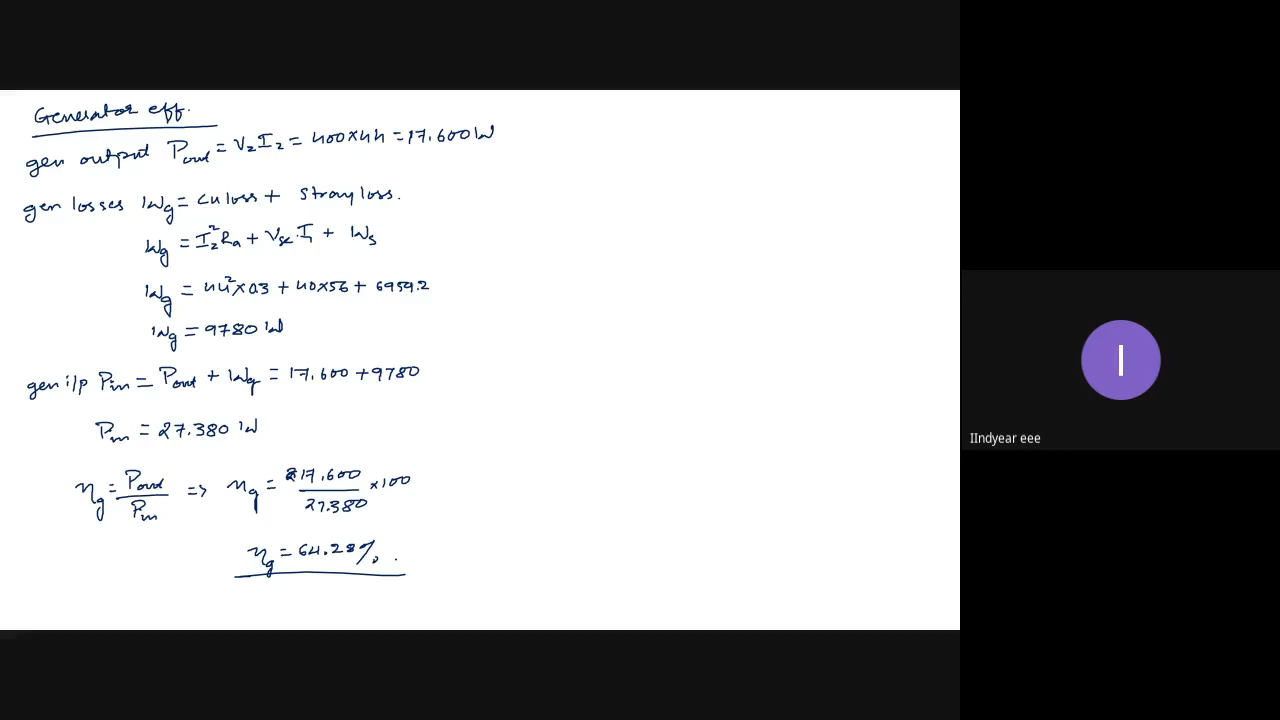 Generator eff.
gen output Pout = V₂I₂ = 400×44 = 17.600W
gen losses Wg = cu loss + Stray loss.
Wg = I₂²Ra + Vse.I₁ + Ws
Wg = 44²×0.3 + 40×56 + 6959.2
Wg = 9780 W
gen i/p Pin = Pout + Wg = 17.600 + 9780
Pin = 27.380 W
ηg = Pout/Pin => ηg = 17.600/27.380 ×100
ηg = 64.28%.
I
IIndyear eee